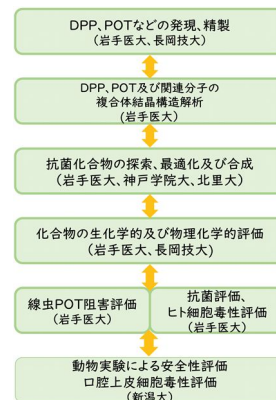 DPP、POTなどの発現、精製
(岩手医大、長岡技大)
DPP、POT及び関連分子の
複合体結晶構造解析
(岩手医大)
抗菌化合物の探索、最適化及び合成
(岩手医大、神戸学院大、北里大)
化合物の生化学的及び物理化学的評価
(岩手医大、長岡技大)
線虫POT阻害評価
(岩手医大)
抗菌評価、
ヒト細胞毒性評価
(岩手医大)
動物実験による安全性評価
口腔上皮細胞毒性評価
(新潟大)